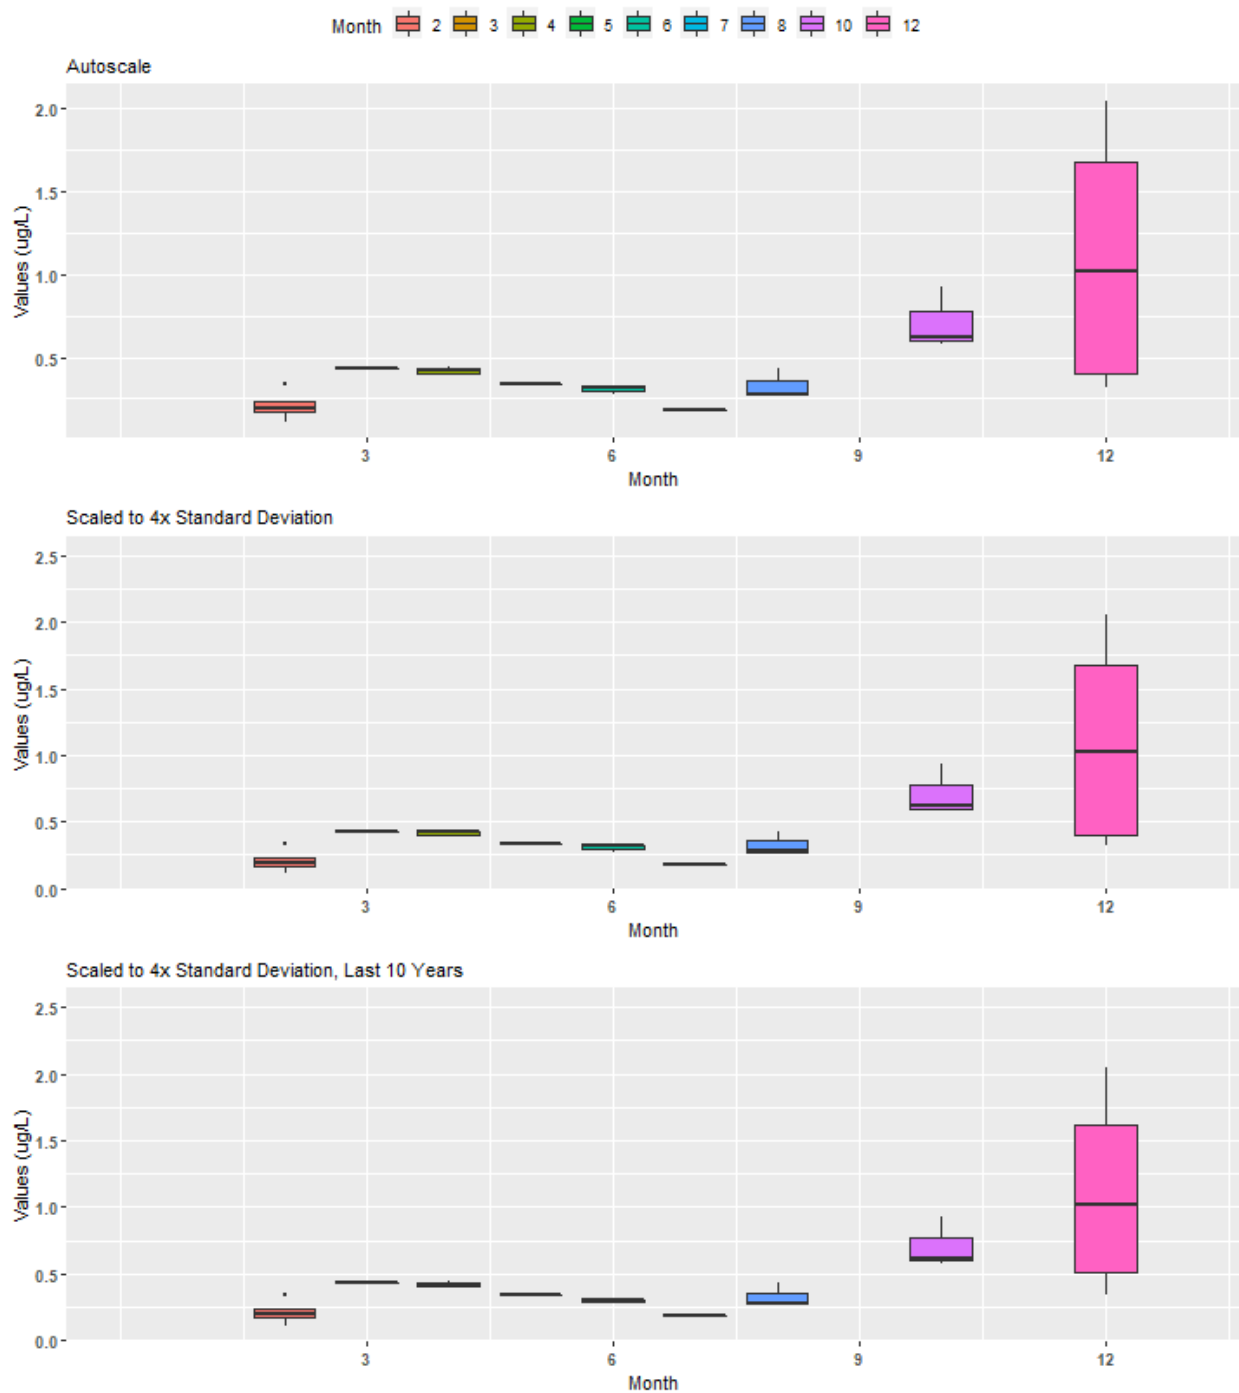 Month 2 3 4 5 6 7 8 10 12
Autoscale
Values (ug/L)
2.0
1.5
1.0
0.5
3 6 9 12
Month
Scaled to 4x Standard Deviation
Values (ug/L)
2.5
2.0
1.5
1.0
0.5
0.0
3 6 9 12
Month
Scaled to 4x Standard Deviation, Last 10 Years
Values (ug/L)
2.5
2.0
1.5
1.0
0.5
0.0
3 6 9 12
Month